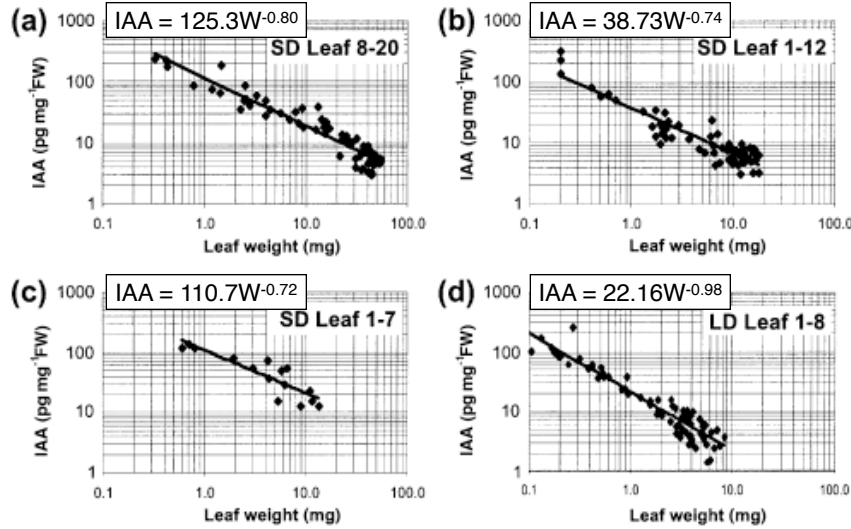 (a)
IAA = 125.3W-0.80
SD Leaf 8-20
1000
100
10
1
IAA (pg mg-1FW)
0.1
1.0
10.0
100.0
Leaf weight (mg)
(b)
IAA = 38.73W-0.74
SD Leaf 1-12
1000
100
10
1
IAA (pg mg-1FW)
0.1
1.0
10.0
100.0
Leaf weight (mg)
(c)
IAA = 110.7W-0.72
SD Leaf 1-7
1000
100
10
1
IAA (pg mg-1FW)
0.1
1.0
10.0
100.0
Leaf weight (mg)
(d)
IAA = 22.16W-0.98
LD Leaf 1-8
1000
100
10
1
IAA (pg mg-1FW)
0.1
1.0
10.0
100.0
Leaf weight (mg)